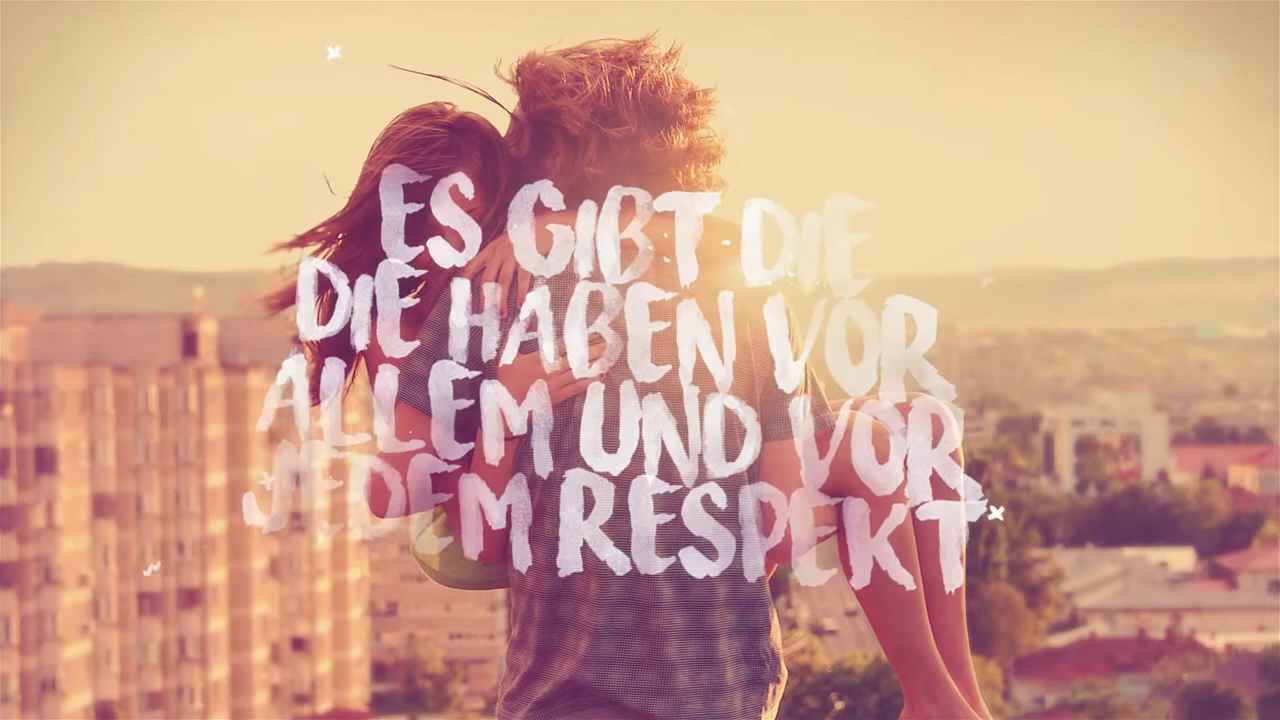 ES GIBT DIE
DIE HABEN VOR
ALLEM UND VOR
JEDEM RESPEKT